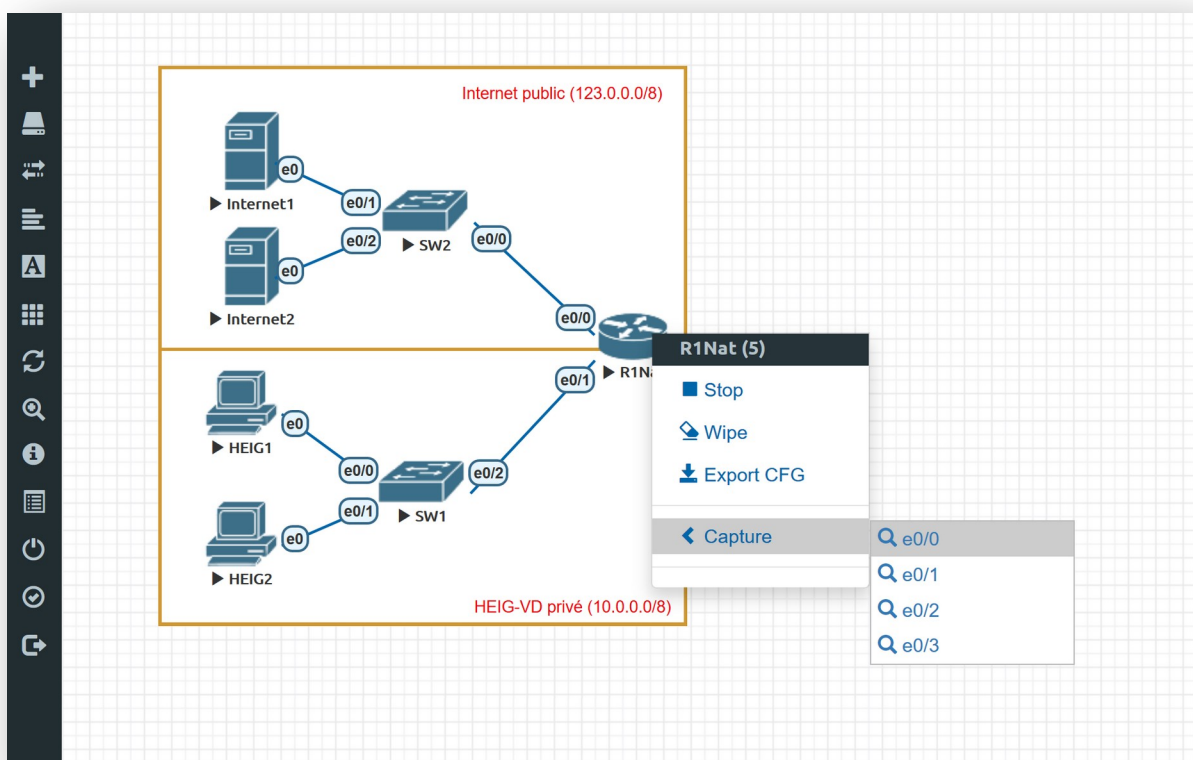 Internet public (123.0.0.0/8)
e0
Internet1
e0/1
e0/2
SW2
e0/0
e0
Internet2
e0/0
R1Nat (5)
e0/1
Stop
e0
Wipe
HEIG1
e0/0
e0/2
Export CFG
e0/1
SW1
e0
Capture
e0/0
HEIG2
e0/1
HEIG-VD privé (10.0.0.0/8)
e0/2
e0/3